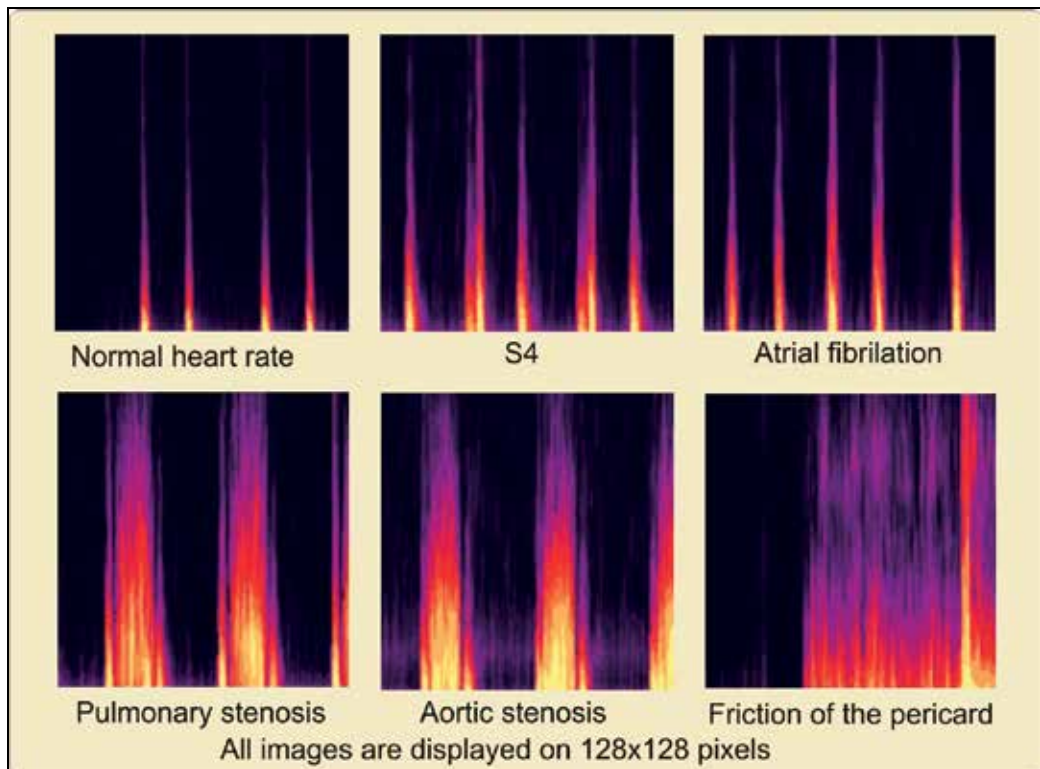 Normal heart rate
S4
Atrial fibrilation
Pulmonary stenosis
Aortic stenosis
Friction of the pericard
All images are displayed on 128x128 pixels